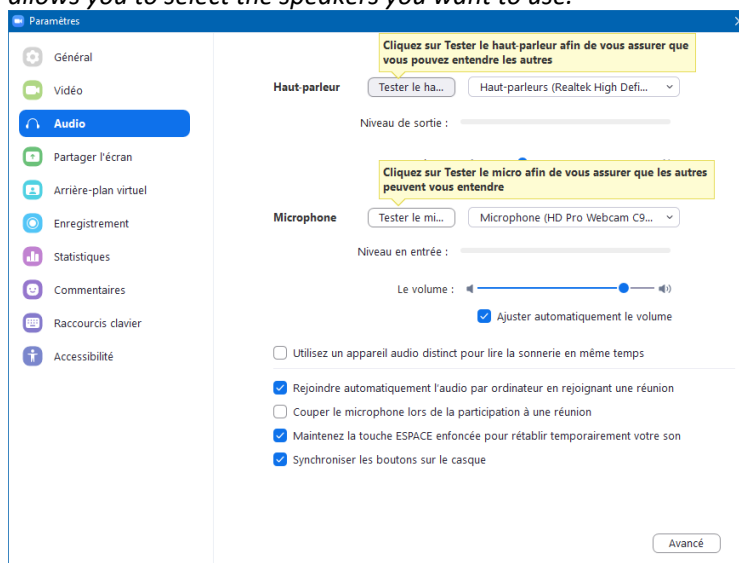 allows you to select the speakers you want to use.
Paramètres
Général
Vidéo
Audio
Partager l'écran
Arrière-plan virtuel
Enregistrement
Statistiques
Commentaires
Raccourcis clavier
Accessibilité
Cliquez sur Tester le haut-parleur afin de vous assurer que
vous pouvez entendre les autres
Haut-parleur
Tester le ha...
Haut-parleurs (Realtek High Defi...
Niveau de sortie :
Cliquez sur Tester le micro afin de vous assurer que les autres
peuvent vous entendre
Microphone
Tester le mi...
Microphone (HD Pro Webcam C9...
Niveau en entrée :
Le volume :
Ajuster automatiquement le volume
Utilisez un appareil audio distinct pour lire la sonnerie en même temps
Rejoindre automatiquement l'audio par ordinateur en rejoignant une réunion
Couper le microphone lors de la participation à une réunion
Maintenez la touche ESPACE enfoncée pour rétablir temporairement votre son
Synchroniser les boutons sur le casque
Avancé